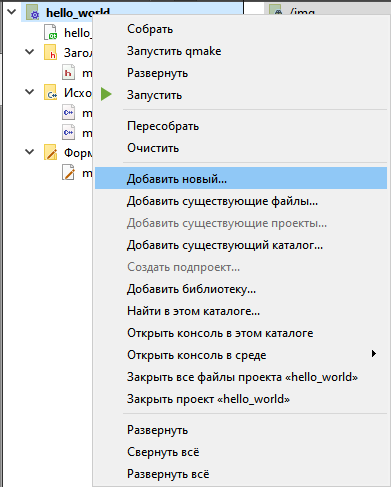 hello_world
/img
hello_
Собрать
Запустить qmake
Загол
Развернуть
m
Запустить
Исхо
m
Пересобрать
m
Очистить
Форм
m
Добавить новый...
Добавить существующие файлы...
Добавить существующие проекты...
Добавить существующий каталог...
Создать подпроект...
Добавить библиотеку...
Найти в этом каталоге...
Открыть консоль в этом каталоге
Открыть консоль в среде
Закрыть все файлы проекта «hello_world»
Закрыть проект «hello_world»
Развернуть
Свернуть всё
Развернуть всё